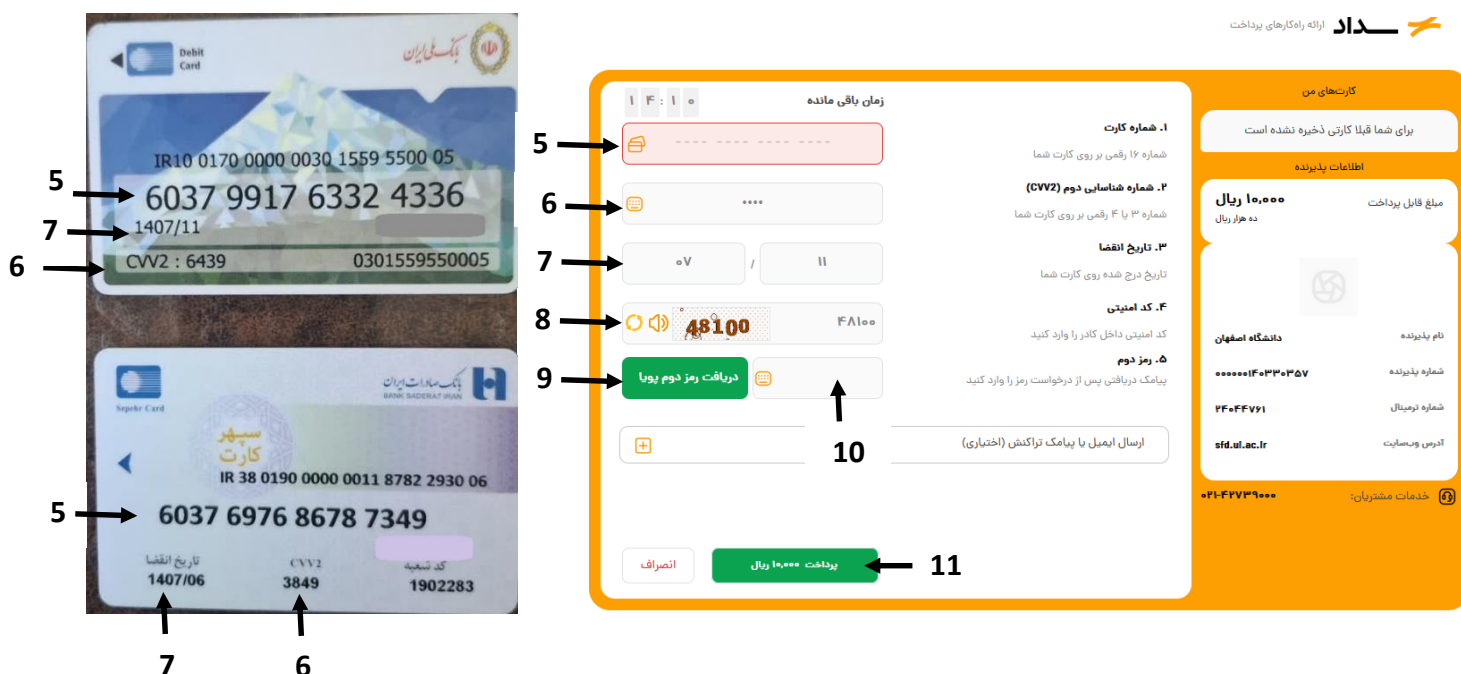 Debit
Card
بانک ملی ایران
IR10 0170 0000 0030 1559 5500 05
5
6037 9917 6332 4336
7
1407/11
6
CVV2 : 6439
0301559550005
Sepehr Card
بانک صادرات ایران
BANK SADERAT IRAN
سپهر
کارت
IR 38 0190 0000 0011 8782 2930 06
5
6037 6976 8678 7349
تاریخ انقضا
CVV2
کد شعبه
1407/06
3849
1902283
7
6
سداد
ارائه راه‌کارهای پرداخت
زمان باقی مانده
۱۴:۱۰
۱. شماره کارت
شماره ۱۶ رقمی بر روی کارت شما
---- ---- ---- ----
5
۲. شماره شناسایی دوم (CVV2)
شماره ۳ یا ۴ رقمی بر روی کارت شما
••••
6
۳. تاریخ انقضا
تاریخ درج شده روی کارت شما
۱۱
/
۰۷
7
۴. کد امنیتی
کد امنیتی داخل کادر را وارد کنید
۴۸۱۰۰
48100
8
۵. رمز دوم
پیامک دریافتی پس از درخواست رمز را وارد کنید
دریافت رمز دوم پویا
9
10
ارسال ایمیل یا پیامک تراکنش (اختیاری)
پرداخت ۱۰,۰۰۰ ریال
انصراف
11
کارت‌های من
برای شما قبلا کارتی ذخیره نشده است
اطلاعات پذیرنده
مبلغ قابل پرداخت
۱۰,۰۰۰ ریال
ده هزار ریال
نام پذیرنده
دانشگاه اصفهان
شماره پذیرنده
۰۰۰۰۰۰۱۴۰۳۳۰۳۵۷
شماره ترمینال
۲۴۰۴۴۷۶۱
آدرس وب‌سایت
sfd.ui.ac.ir
خدمات مشتریان:
۰۲۱-۴۲۷۳۹۰۰۰